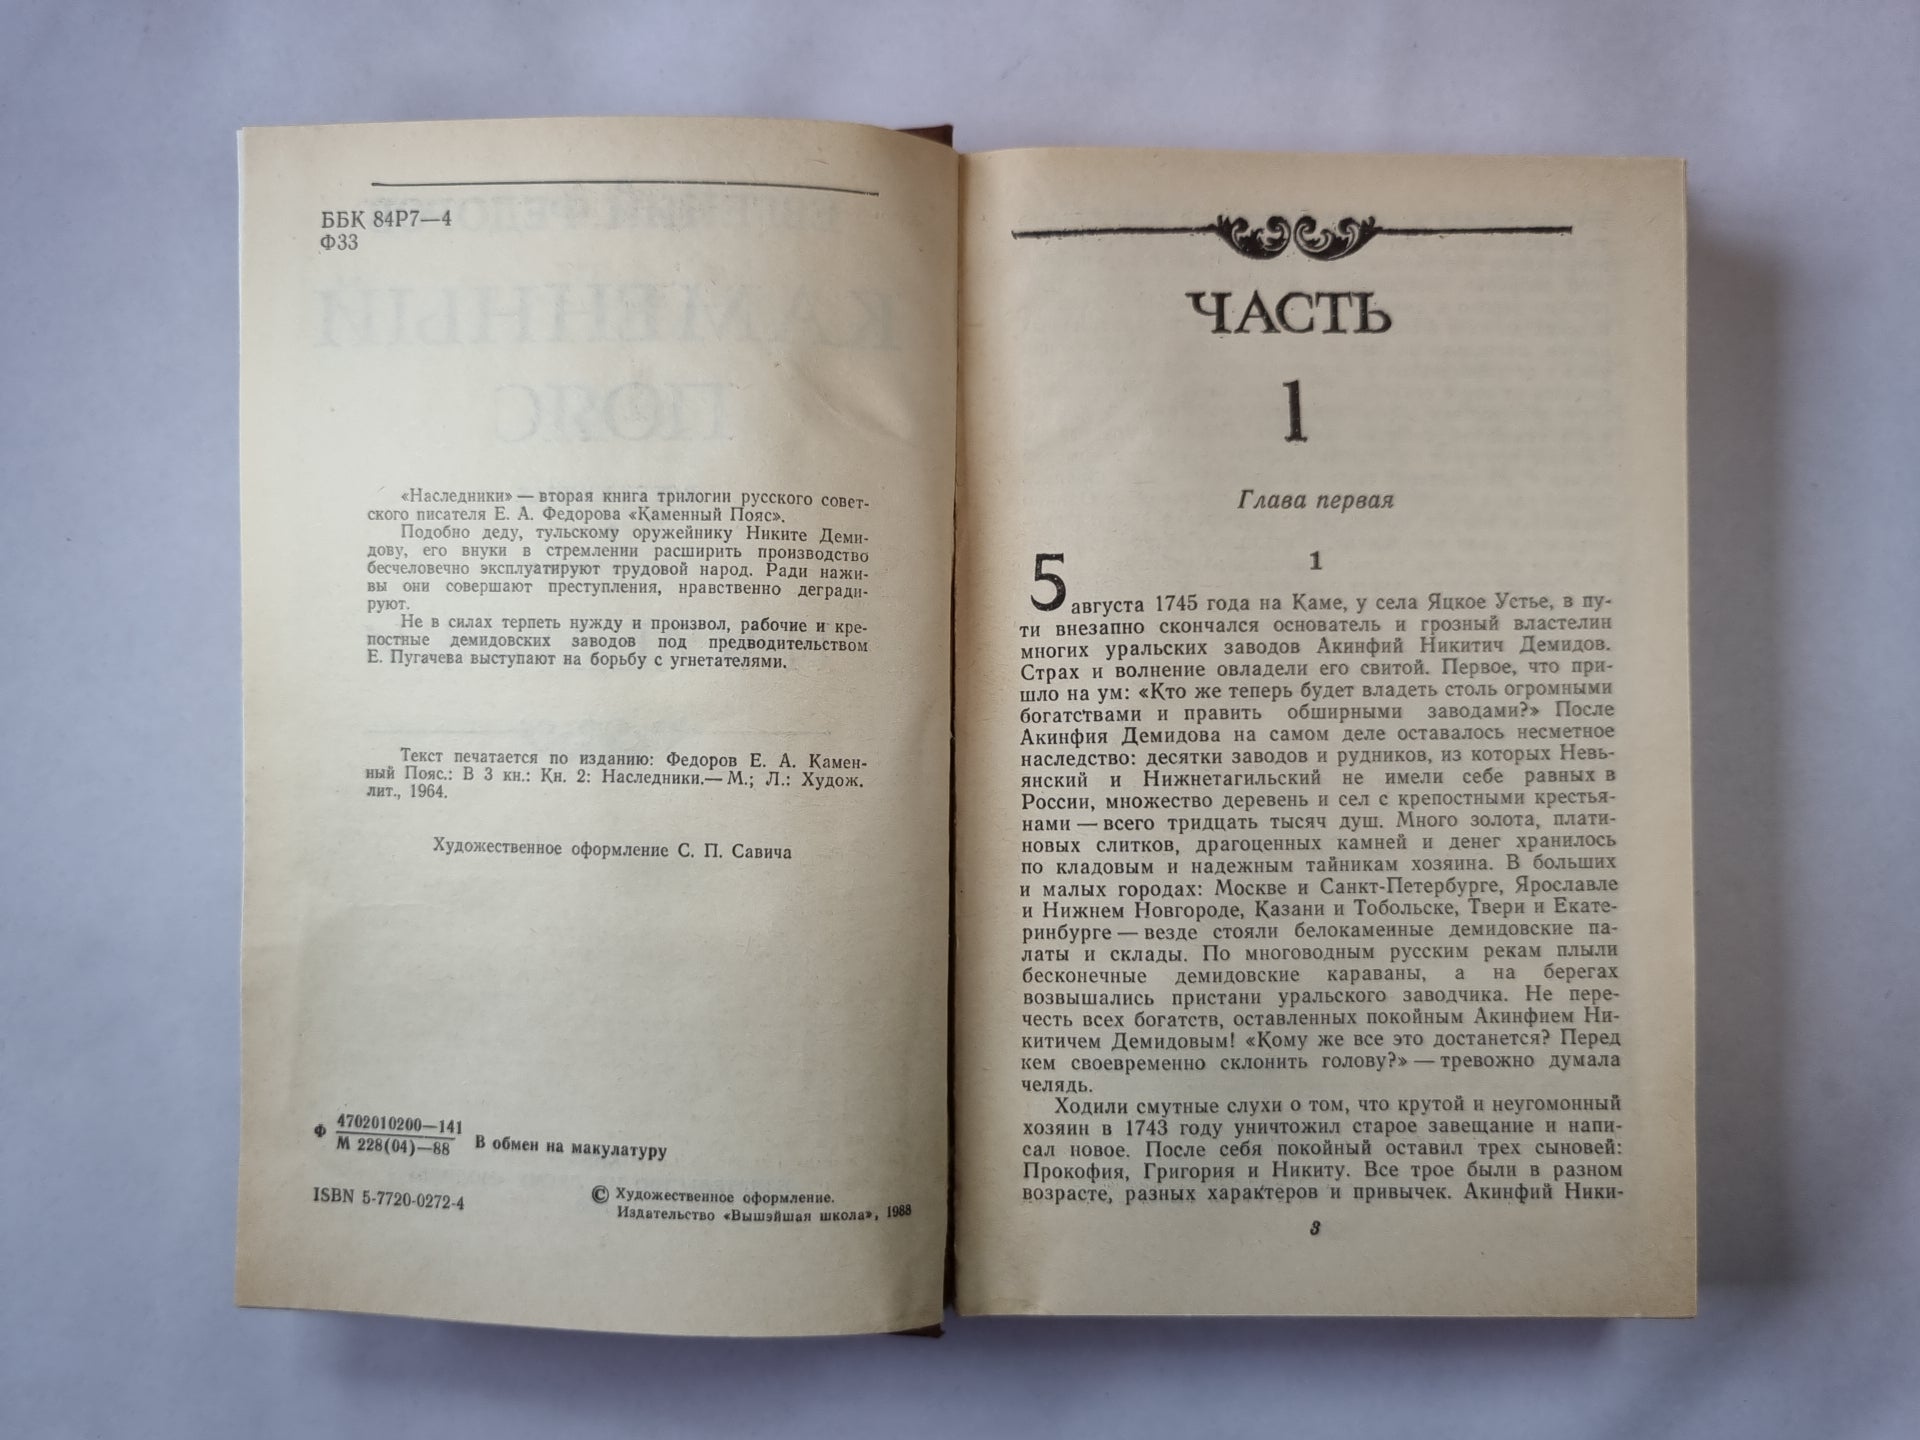 ББК 84Р7—4
Ф33
«Наследники» — вторая книга трилогии русского совет-
ского писателя Е. А. Федорова «Каменный Пояс».
Подобно деду, тульскому оружейнику Никите Деми-
дову, его внуки в стремлении расширить производство
бесчеловечно эксплуатируют трудовой народ. Ради нажи-
вы они совершают преступления, нравственно дегради-
руют.
Не в силах терпеть нужду и произвол, рабочие и кре-
постные демидовских заводов под предводительством
Е. Пугачева выступают на борьбу с угнетателями.
Текст печатается по изданию: Федоров Е. А. Камен-
ный Пояс.: В 3 кн.: Кн. 2: Наследники.— М.; Л.: Худож.
лит., 1964.
Художественное оформление С. П. Савича
Ф 4702010200—141
М 228(04)—88 В обмен на макулатуру
ISBN 5-7720-0272-4
© Художественное оформление.
Издательство «Вышэйшая школа», 1988
ЧАСТЬ
1
Глава первая
1
5 августа 1745 года на Каме, у села Яцкое Устье, в пу-
ти внезапно скончался основатель и грозный властелин
многих уральских заводов Акинфий Никитич Демидов.
Страх и волнение овладели его свитой. Первое, что при-
шло на ум: «Кто же теперь будет владеть столь огромными
богатствами и править обширными заводами?» После
Акинфия Демидова на самом деле оставалось несметное
наследство: десятки заводов и рудников, из которых Невь-
янский и Нижнетагильский не имели себе равных в
России, множество деревень и сел с крепостными крестья-
нами — всего тридцать тысяч душ. Много золота, плати-
новых слитков, драгоценных камней и денег хранилось
по кладовым и надежным тайникам хозяина. В больших
и малых городах: Москве и Санкт-Петербурге, Ярославле
и Нижнем Новгороде, Казани и Тобольске, Твери и Екате-
ринбурге — везде стояли белокаменные демидовские па-
латы и склады. По многоводным русским рекам плыли
бесконечные демидовские караваны, а на берегах
возвышались пристани уральского заводчика. Не пере-
честь всех богатств, оставленных покойным Акинфием Ни-
китичем Демидовым! «Кому же все это достанется? Перед
кем своевременно склонить голову?» — тревожно думала
челядь.
Ходили смутные слухи о том, что крутой и неугомонный
хозяин в 1743 году уничтожил старое завещание и напи-
сал новое. После себя покойный оставил трех сыновей:
Прокофия, Григория и Никиту. Все трое были в разном
возрасте, разных характеров и привычек. Акинфий Ники-
3